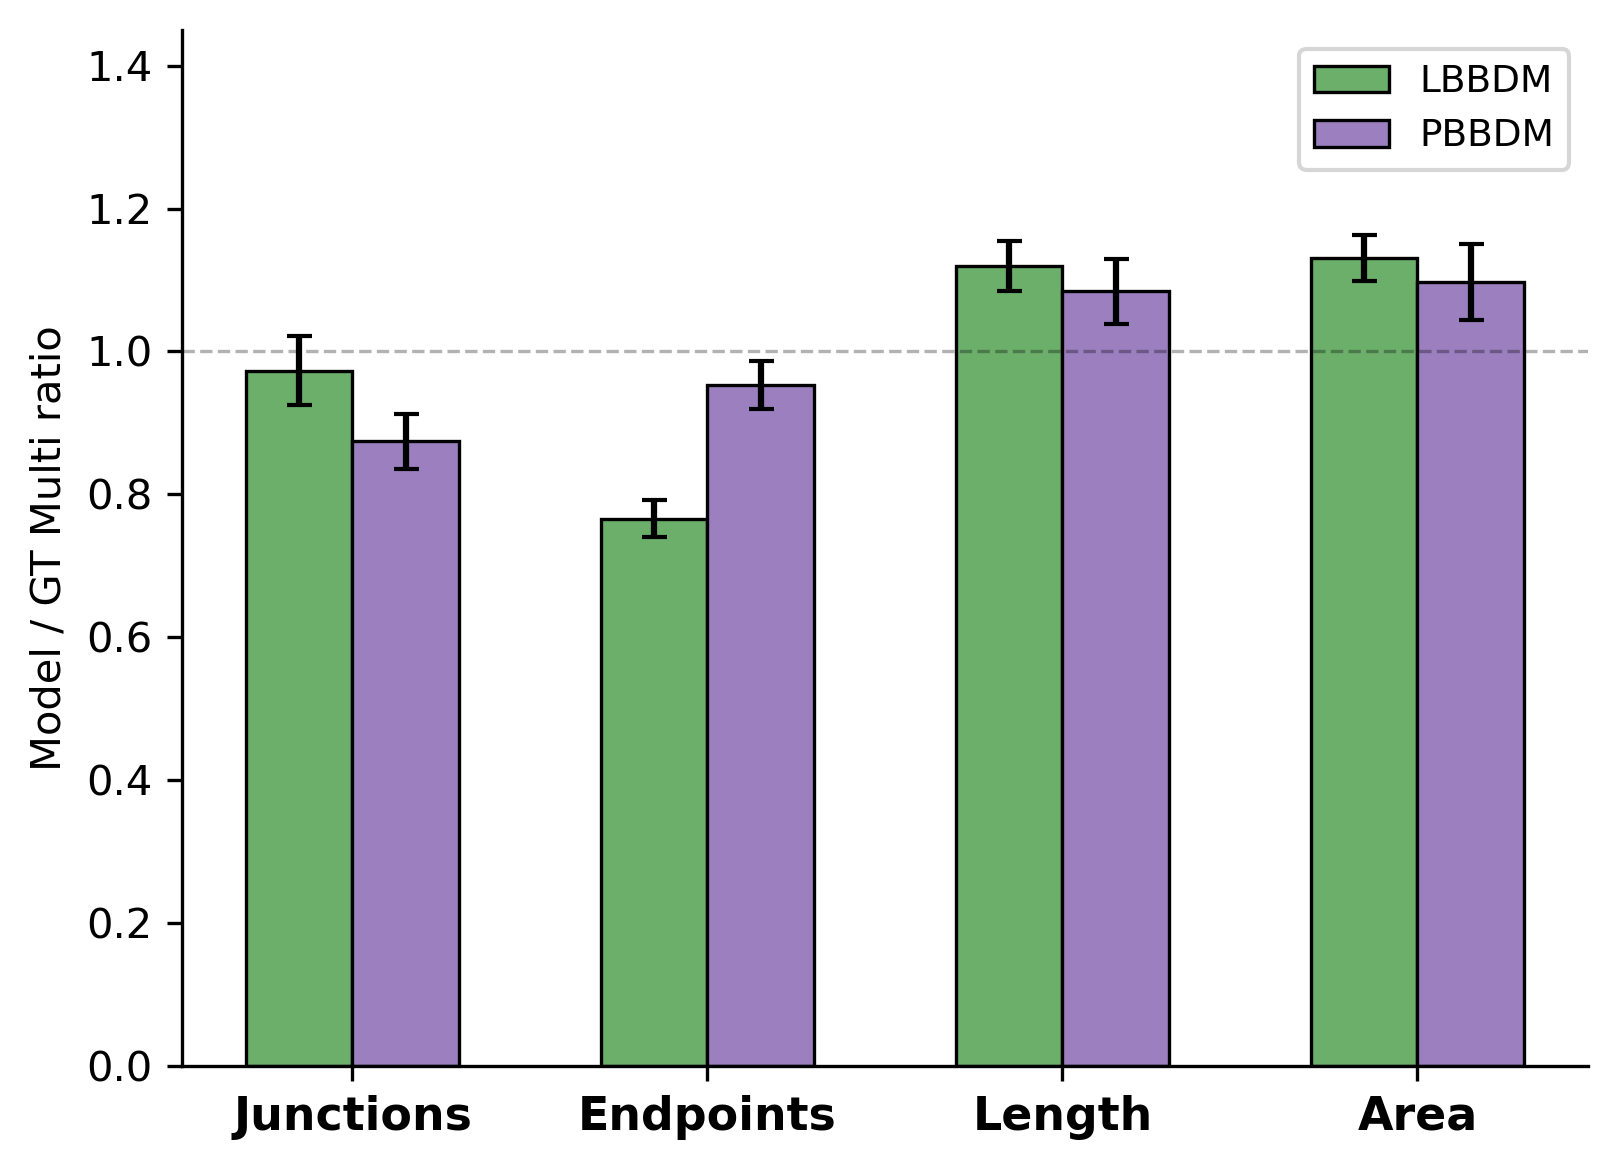 Model / GT Multi ratio
1.4
1.2
1.0
0.8
0.6
0.4
0.2
0.0
LBBDM
PBBDM
Junctions Endpoints Length Area